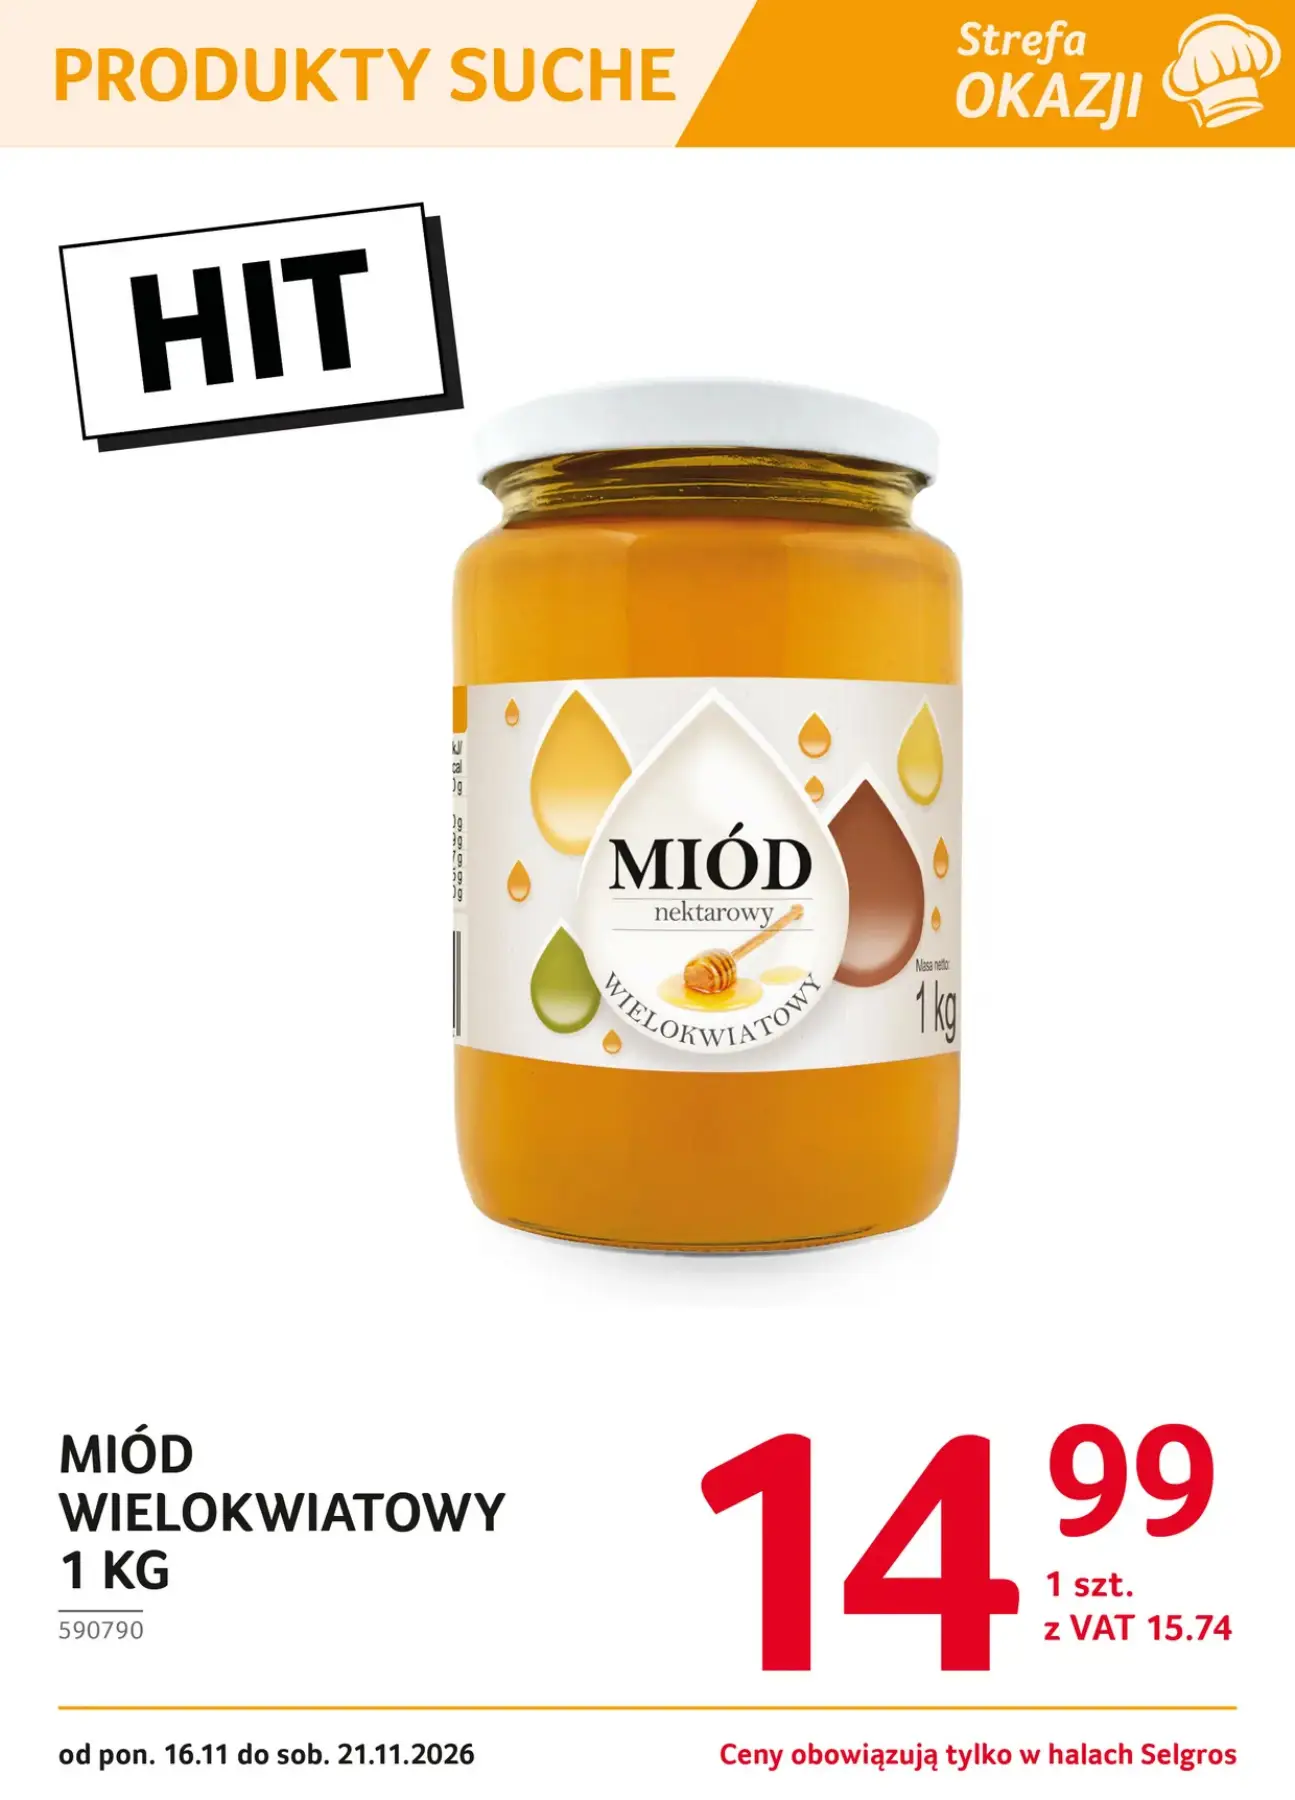 PRODUKTY SUCHE
Strefa
OKAZJI
HIT
MIÓD
nektarowy
WIELOKWIATOWY
Masa netto:
1 kg
MIÓD
WIELOKWIATOWY
1 KG
590790
14 99
1 szt.
z VAT 15.74
od pon. 16.11 do sob. 21.11.2026
Ceny obowiązują tylko w halach Selgros